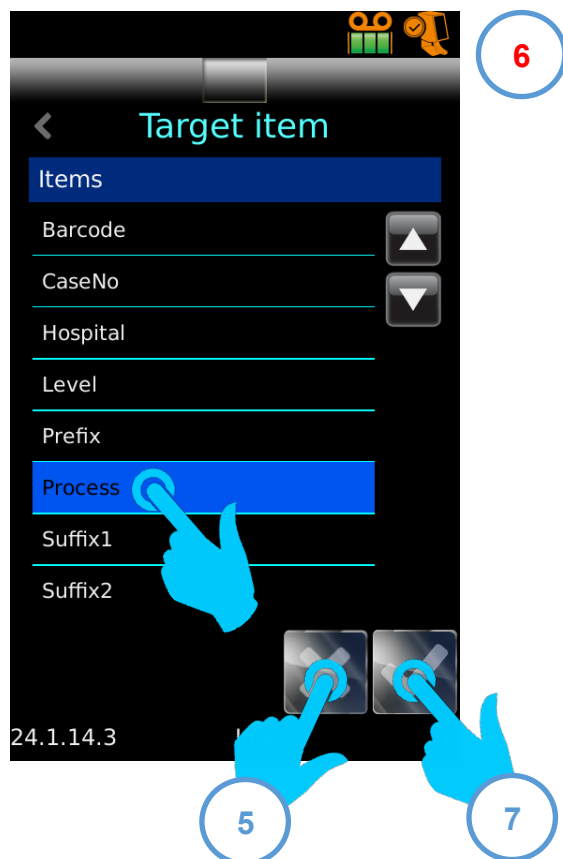 6
Target item
Items
Barcode
CaseNo
Hospital
Level
Prefix
Process
Suffix1
Suffix2
24.1.14.3
5
7